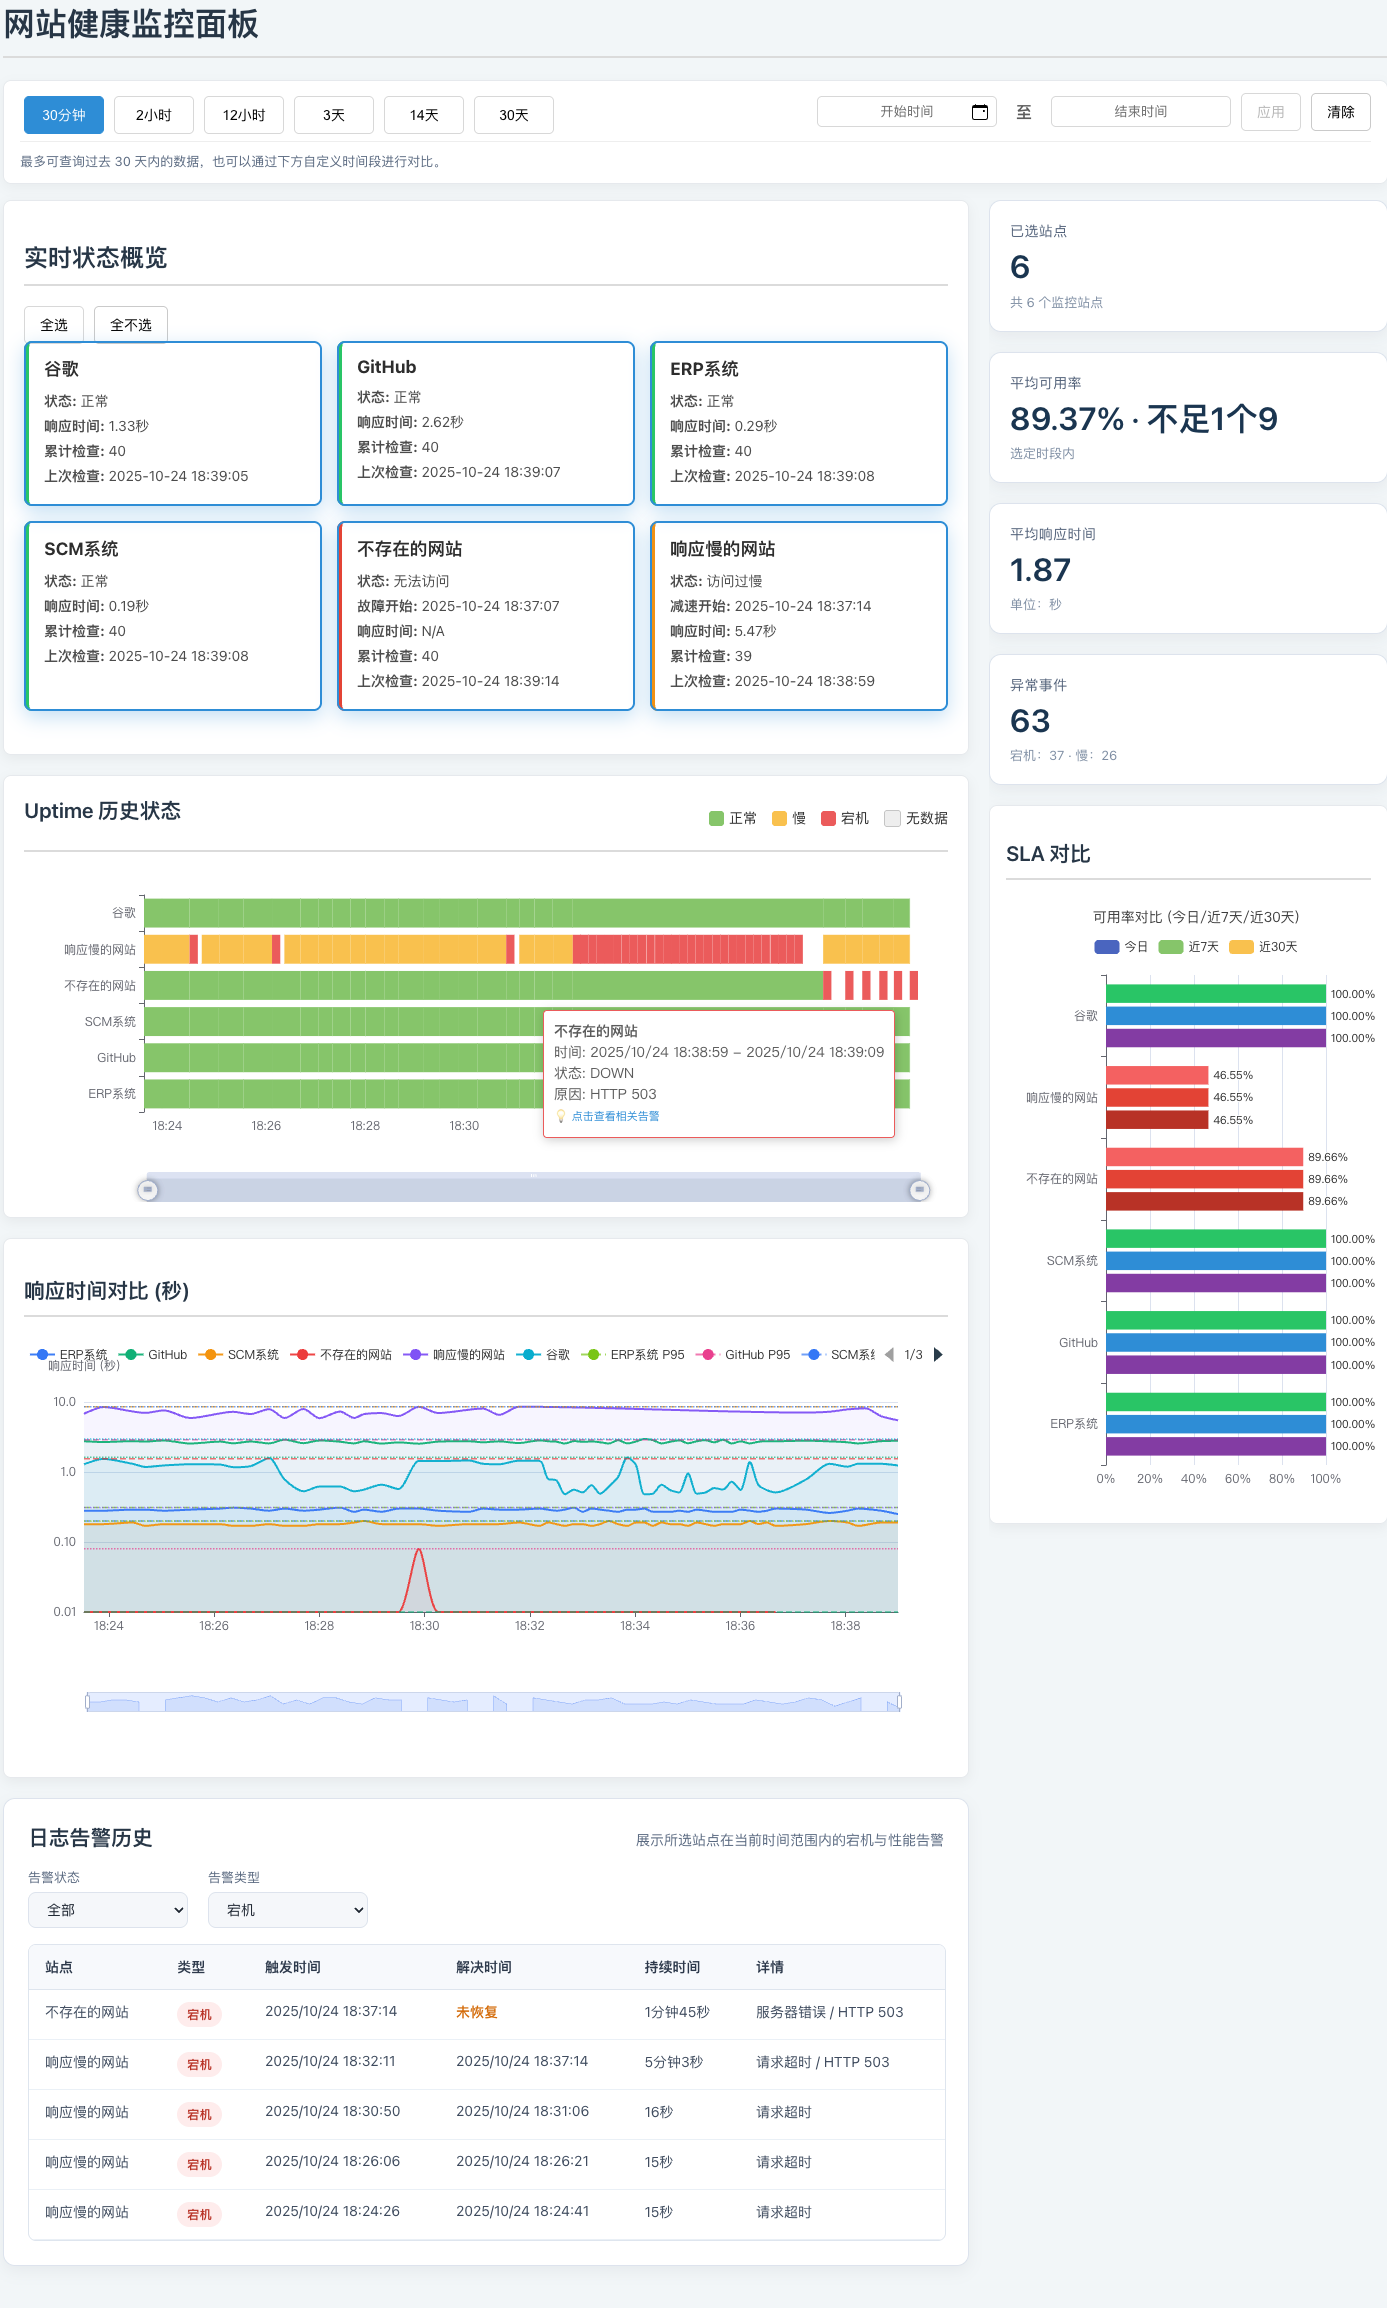 网站健康监控面板
30分钟 2小时 12小时 3天 14天 30天 开始时间 至 结束时间 应用 清除
最多可查询过去 30 天内的数据，也可以通过下方自定义时间段进行对比。
实时状态概览
全选 全不选
谷歌
状态: 正常
响应时间: 1.33秒
累计检查: 40
上次检查: 2025-10-24 18:39:05
GitHub
状态: 正常
响应时间: 2.62秒
累计检查: 40
上次检查: 2025-10-24 18:39:07
ERP系统
状态: 正常
响应时间: 0.29秒
累计检查: 40
上次检查: 2025-10-24 18:39:08
SCM系统
状态: 正常
响应时间: 0.19秒
累计检查: 40
上次检查: 2025-10-24 18:39:08
不存在的网站
状态: 无法访问
故障开始: 2025-10-24 18:37:07
响应时间: N/A
累计检查: 40
上次检查: 2025-10-24 18:39:14
响应慢的网站
状态: 访问过慢
减速开始: 2025-10-24 18:37:14
响应时间: 5.47秒
累计检查: 39
上次检查: 2025-10-24 18:38:59
已选站点
6
共 6 个监控站点
平均可用率
89.37% · 不足1个9
选定时段内
平均响应时间
1.87
单位：秒
异常事件
63
宕机：37 · 慢：26
Uptime 历史状态
正常 慢 宕机 无数据
谷歌
响应慢的网站
不存在的网站
SCM系统
GitHub
ERP系统
18:24 18:26 18:28 18:30
不存在的网站
时间: 2025/10/24 18:38:59 – 2025/10/24 18:39:09
状态: DOWN
原因: HTTP 503
💡 点击查看相关告警
SLA 对比
可用率对比 (今日/近7天/近30天)
今日 近7天 近30天
谷歌
100.00%
100.00%
100.00%
响应慢的网站
46.55%
46.55%
46.55%
不存在的网站
89.66%
89.66%
89.66%
SCM系统
100.00%
100.00%
100.00%
GitHub
100.00%
100.00%
100.00%
ERP系统
100.00%
100.00%
100.00%
0% 20% 40% 60% 80% 100%
响应时间对比 (秒)
ERP系统 GitHub SCM系统 不存在的网站 响应慢的网站 谷歌 ERP系统 P95 GitHub P95 SCM系 1/3
响应时间 (秒)
10.0
1.0
0.10
0.01
18:24 18:26 18:28 18:30 18:32 18:34 18:36 18:38
日志告警历史
展示所选站点在当前时间范围内的宕机与性能告警
告警状态 告警类型
全部 宕机
站点 类型 触发时间 解决时间 持续时间 详情
不存在的网站 宕机 2025/10/24 18:37:14 未恢复 1分钟45秒 服务器错误 / HTTP 503
响应慢的网站 宕机 2025/10/24 18:32:11 2025/10/24 18:37:14 5分钟3秒 请求超时 / HTTP 503
响应慢的网站 宕机 2025/10/24 18:30:50 2025/10/24 18:31:06 16秒 请求超时
响应慢的网站 宕机 2025/10/24 18:26:06 2025/10/24 18:26:21 15秒 请求超时
响应慢的网站 宕机 2025/10/24 18:24:26 2025/10/24 18:24:41 15秒 请求超时